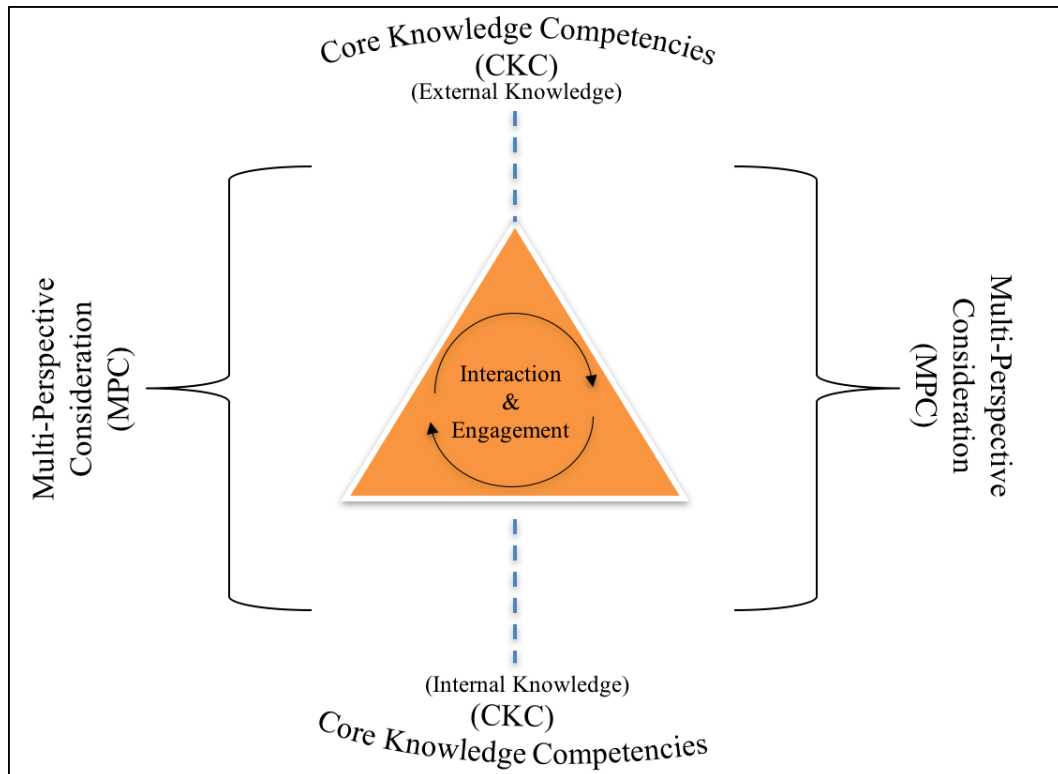 Core Knowledge Competencies
(CKC)
(External Knowledge)
Multi-Perspective
Consideration
(MPC)
Interaction
&
Engagement
Multi-Perspective
Consideration
(MPC)
(Internal Knowledge)
(CKC)
Core Knowledge Competencies